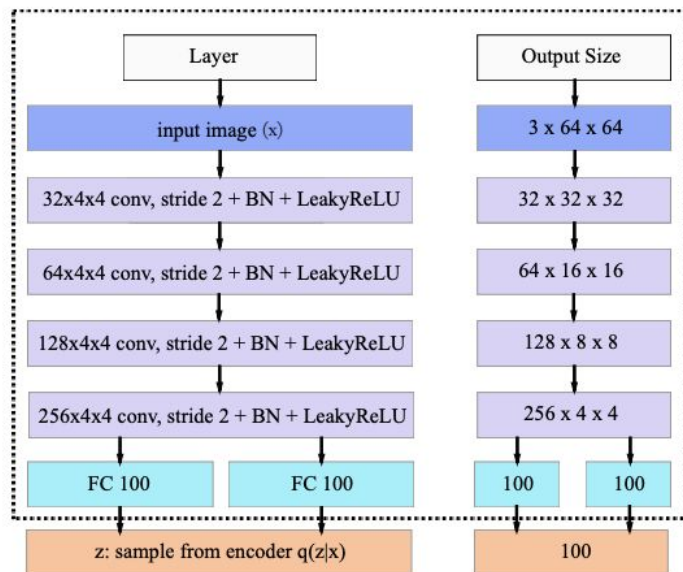 Layer
Output Size
input image (x)
3 x 64 x 64
32x4x4 conv, stride 2 + BN + LeakyReLU
32 x 32 x 32
64x4x4 conv, stride 2 + BN + LeakyReLU
64 x 16 x 16
128x4x4 conv, stride 2 + BN + LeakyReLU
128 x 8 x 8
256x4x4 conv, stride 2 + BN + LeakyReLU
256 x 4 x 4
FC 100
FC 100
100
100
z: sample from encoder q(z|x)
100